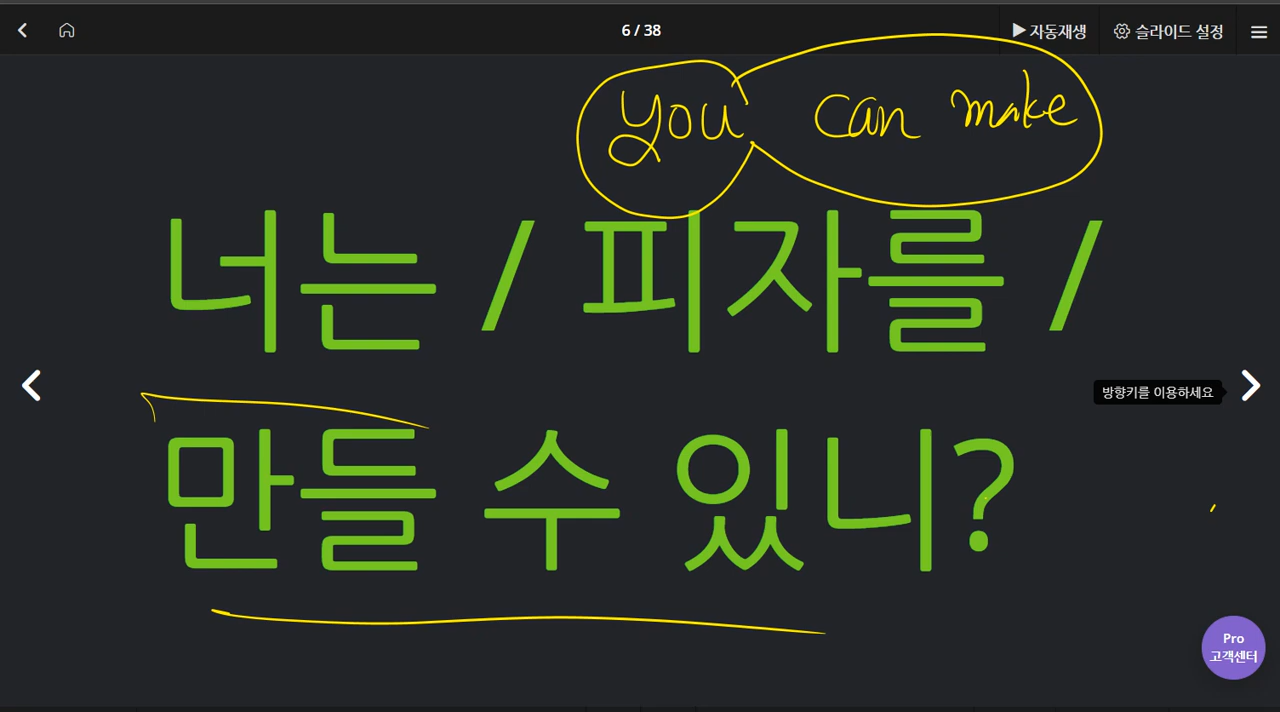 6 / 38
자동재생
슬라이드 설정
you can make
너는 / 피자를 /
방향키를 이용하세요
만들 수 있니?
Pro
고객센터